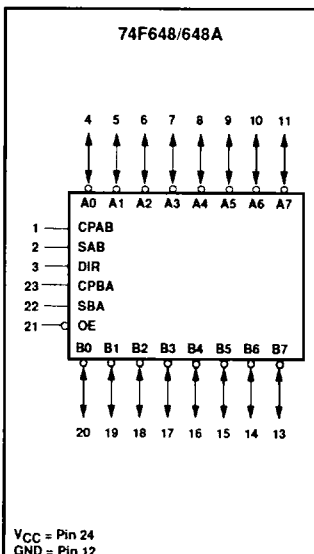 74F648/648A
4 5 6 7 8 9 10 11
A0 A1 A2 A3 A4 A5 A6 A7
1 CPAB
2 SAB
3 DIR
23 CPBA
22 SBA
21 OE
B0 B1 B2 B3 B4 B5 B6 B7
20 19 18 17 16 15 14 13
VCC = Pin 24
GND = Pin 12